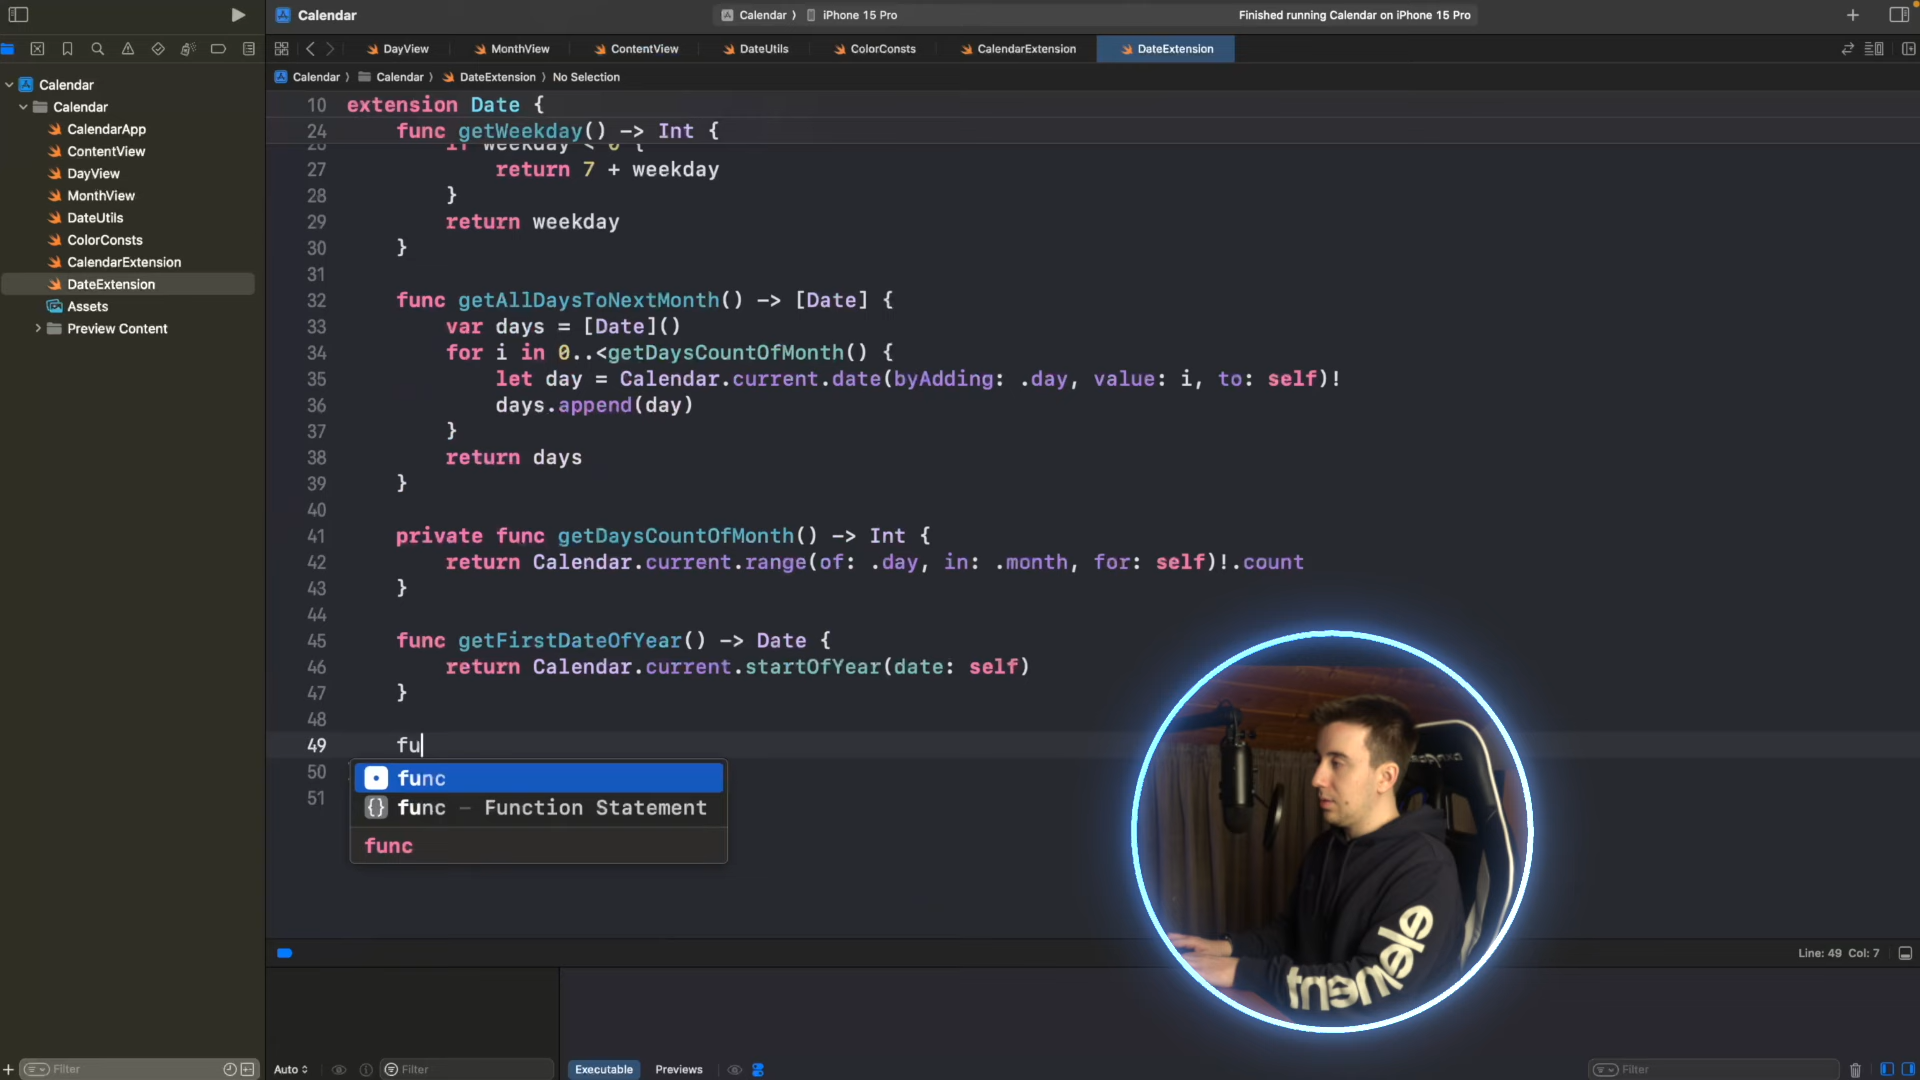 Calendar
Calendar ⟩ iPhone 15 Pro
Finished running Calendar on iPhone 15 Pro
DayView
MonthView
ContentView
DateUtils
ColorConsts
CalendarExtension
DateExtension
Calendar ⟩ Calendar ⟩ DateExtension ⟩ No Selection
Calendar
Calendar
CalendarApp
ContentView
DayView
MonthView
DateUtils
ColorConsts
CalendarExtension
DateExtension
Assets
Preview Content
10 extension Date {
24 func getWeekday() -> Int {
26 if weekday < 0 {
27 return 7 + weekday
28 }
29 return weekday
30 }
31
32 func getAllDaysToNextMonth() -> [Date] {
33 var days = [Date]()
34 for i in 0..<getDaysCountOfMonth() {
35 let day = Calendar.current.date(byAdding: .day, value: i, to: self)!
36 days.append(day)
37 }
38 return days
39 }
40
41 private func getDaysCountOfMonth() -> Int {
42 return Calendar.current.range(of: .day, in: .month, for: self)!.count
43 }
44
45 func getFirstDateOfYear() -> Date {
46 return Calendar.current.startOfYear(date: self)
47 }
48
49 fu
50
51
func
{} func – Function Statement
func
element
Line: 49 Col: 7
Filter
Auto
Filter
Executable
Previews
Filter